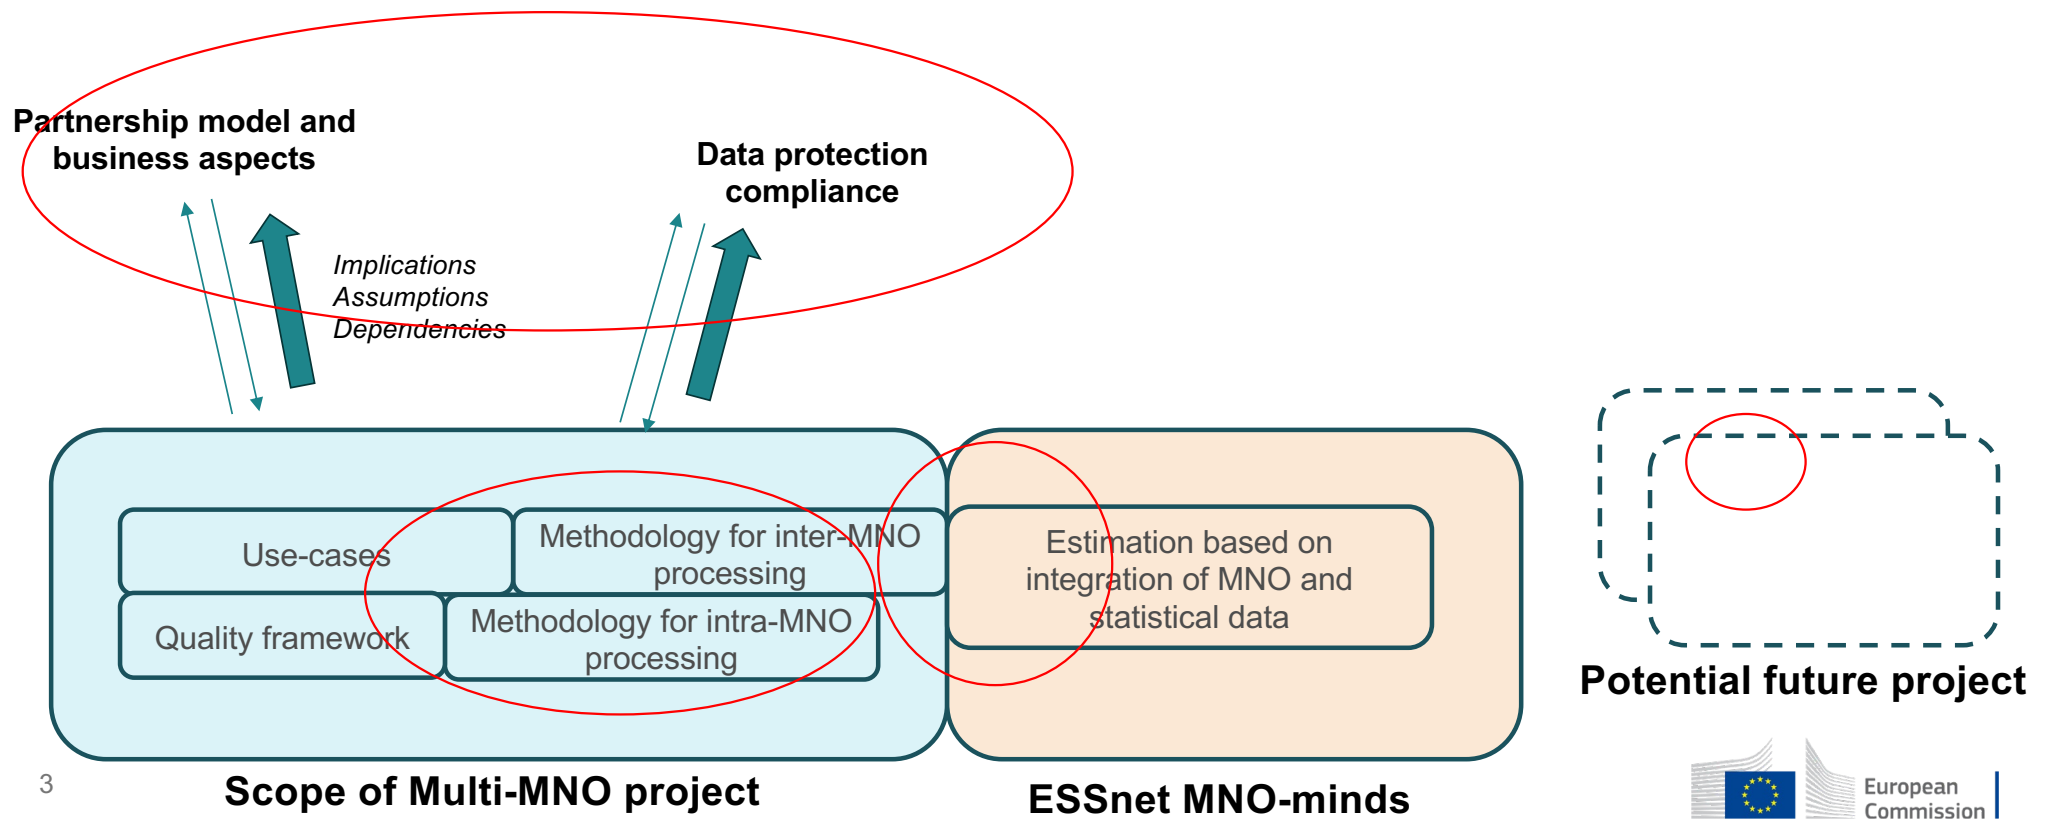 Partnership model and
business aspects
Data protection
compliance
Implications
Assumptions
Dependencies
Use-cases
Methodology for inter-MNO
processing
Quality framework
Methodology for intra-MNO
processing
Estimation based on
integration of MNO and
statistical data
Potential future project
3
Scope of Multi-MNO project
ESSnet MNO-minds
European
Commission